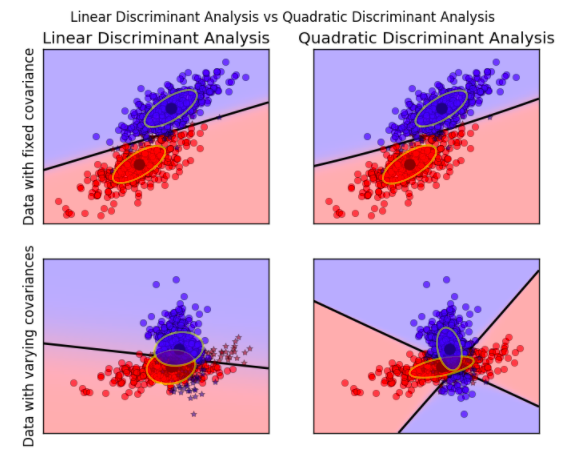 Linear Discriminant Analysis vs Quadratic Discriminant Analysis
Linear Discriminant Analysis
Quadratic Discriminant Analysis
Data with fixed covariance
Data with varying covariances